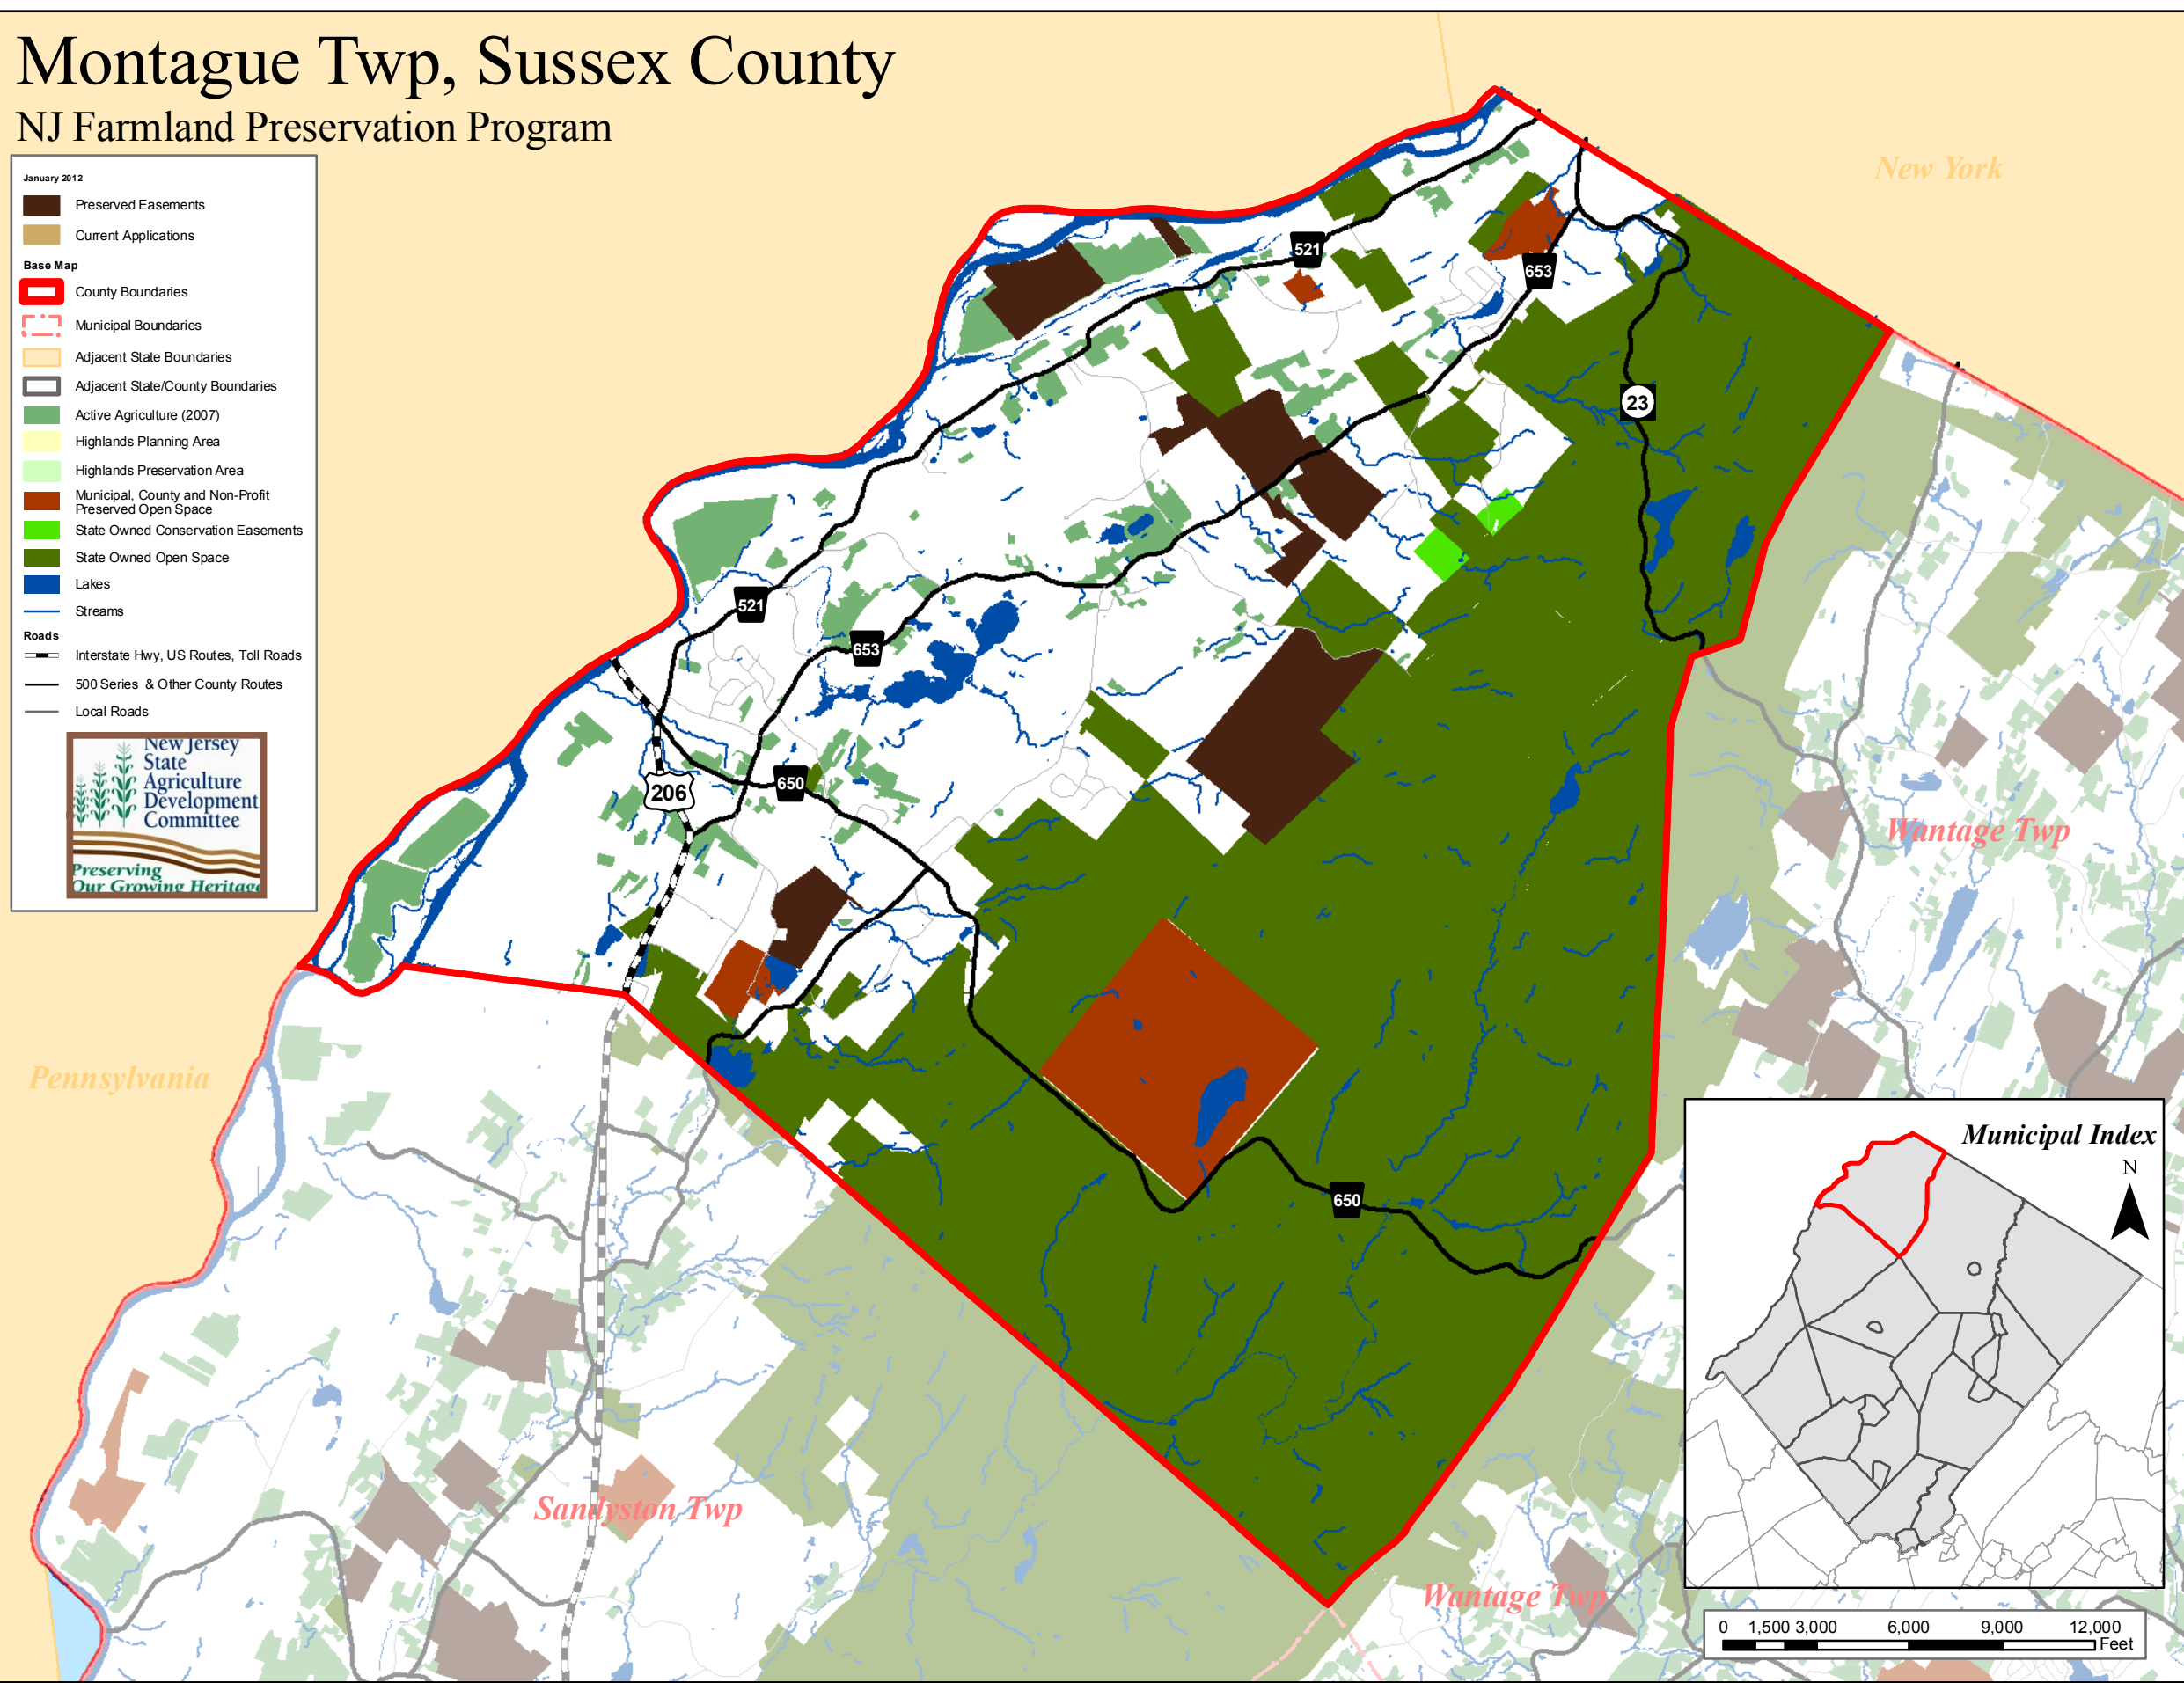 Montague Twp, Sussex County
NJ Farmland Preservation Program
January 2012
Preserved Easements
Current Applications
Base Map
County Boundaries
Municipal Boundaries
Adjacent State Boundaries
Adjacent State/County Boundaries
Active Agriculture (2007)
Highlands Planning Area
Highlands Preservation Area
Municipal, County and Non-Profit
Preserved Open Space
State Owned Conservation Easements
State Owned Open Space
Lakes
Streams
Roads
Interstate Hwy, US Routes, Toll Roads
500 Series & Other County Routes
Local Roads
New Jersey
State
Agriculture
Development
Committee
Preserving
Our Growing Heritage
New York
521
653
23
521
653
650
206
Wantage Twp
Pennsylvania
650
Sandyston Twp
Wantage Twp
Municipal Index
N
0 1,500 3,000 6,000 9,000 12,000
Feet